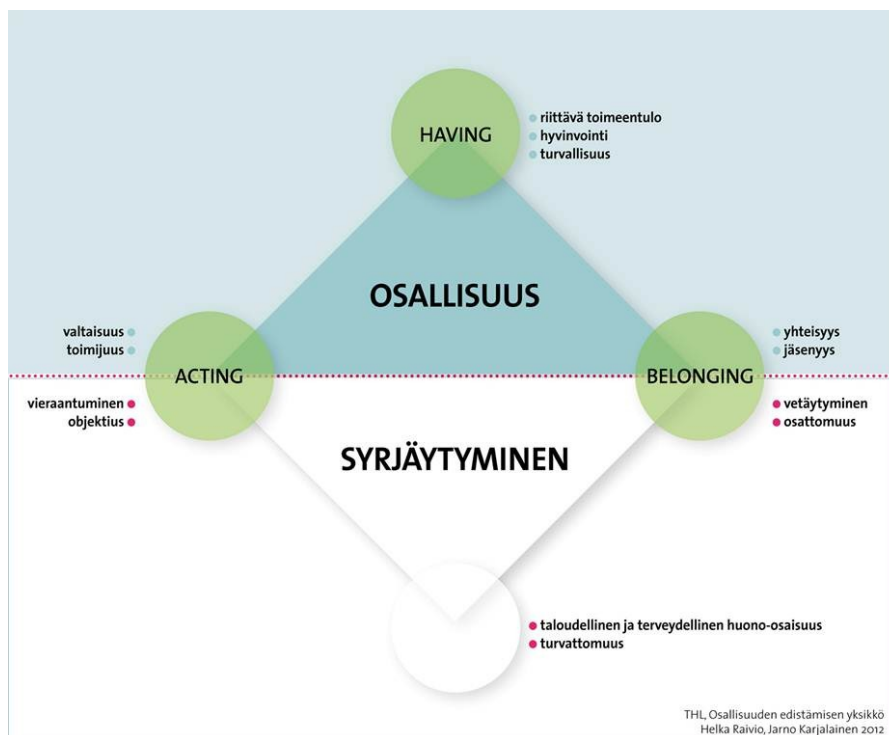 HAVING
riittävä toimeentulo
hyvinvointi
turvallisuus
OSALLISUUS
valtaisuus
toimijuus
ACTING
vieraantuminen
objektius
yhteisyys
jäsenyys
BELONGING
vetäytyminen
osattomuus
SYRJÄYTYMINEN
taloudellinen ja terveydellinen huono-osaisuus
turvattomuus
THL, Osallisuuden edistämisen yksikkö
Helka Raivio, Jarno Karjalainen 2012